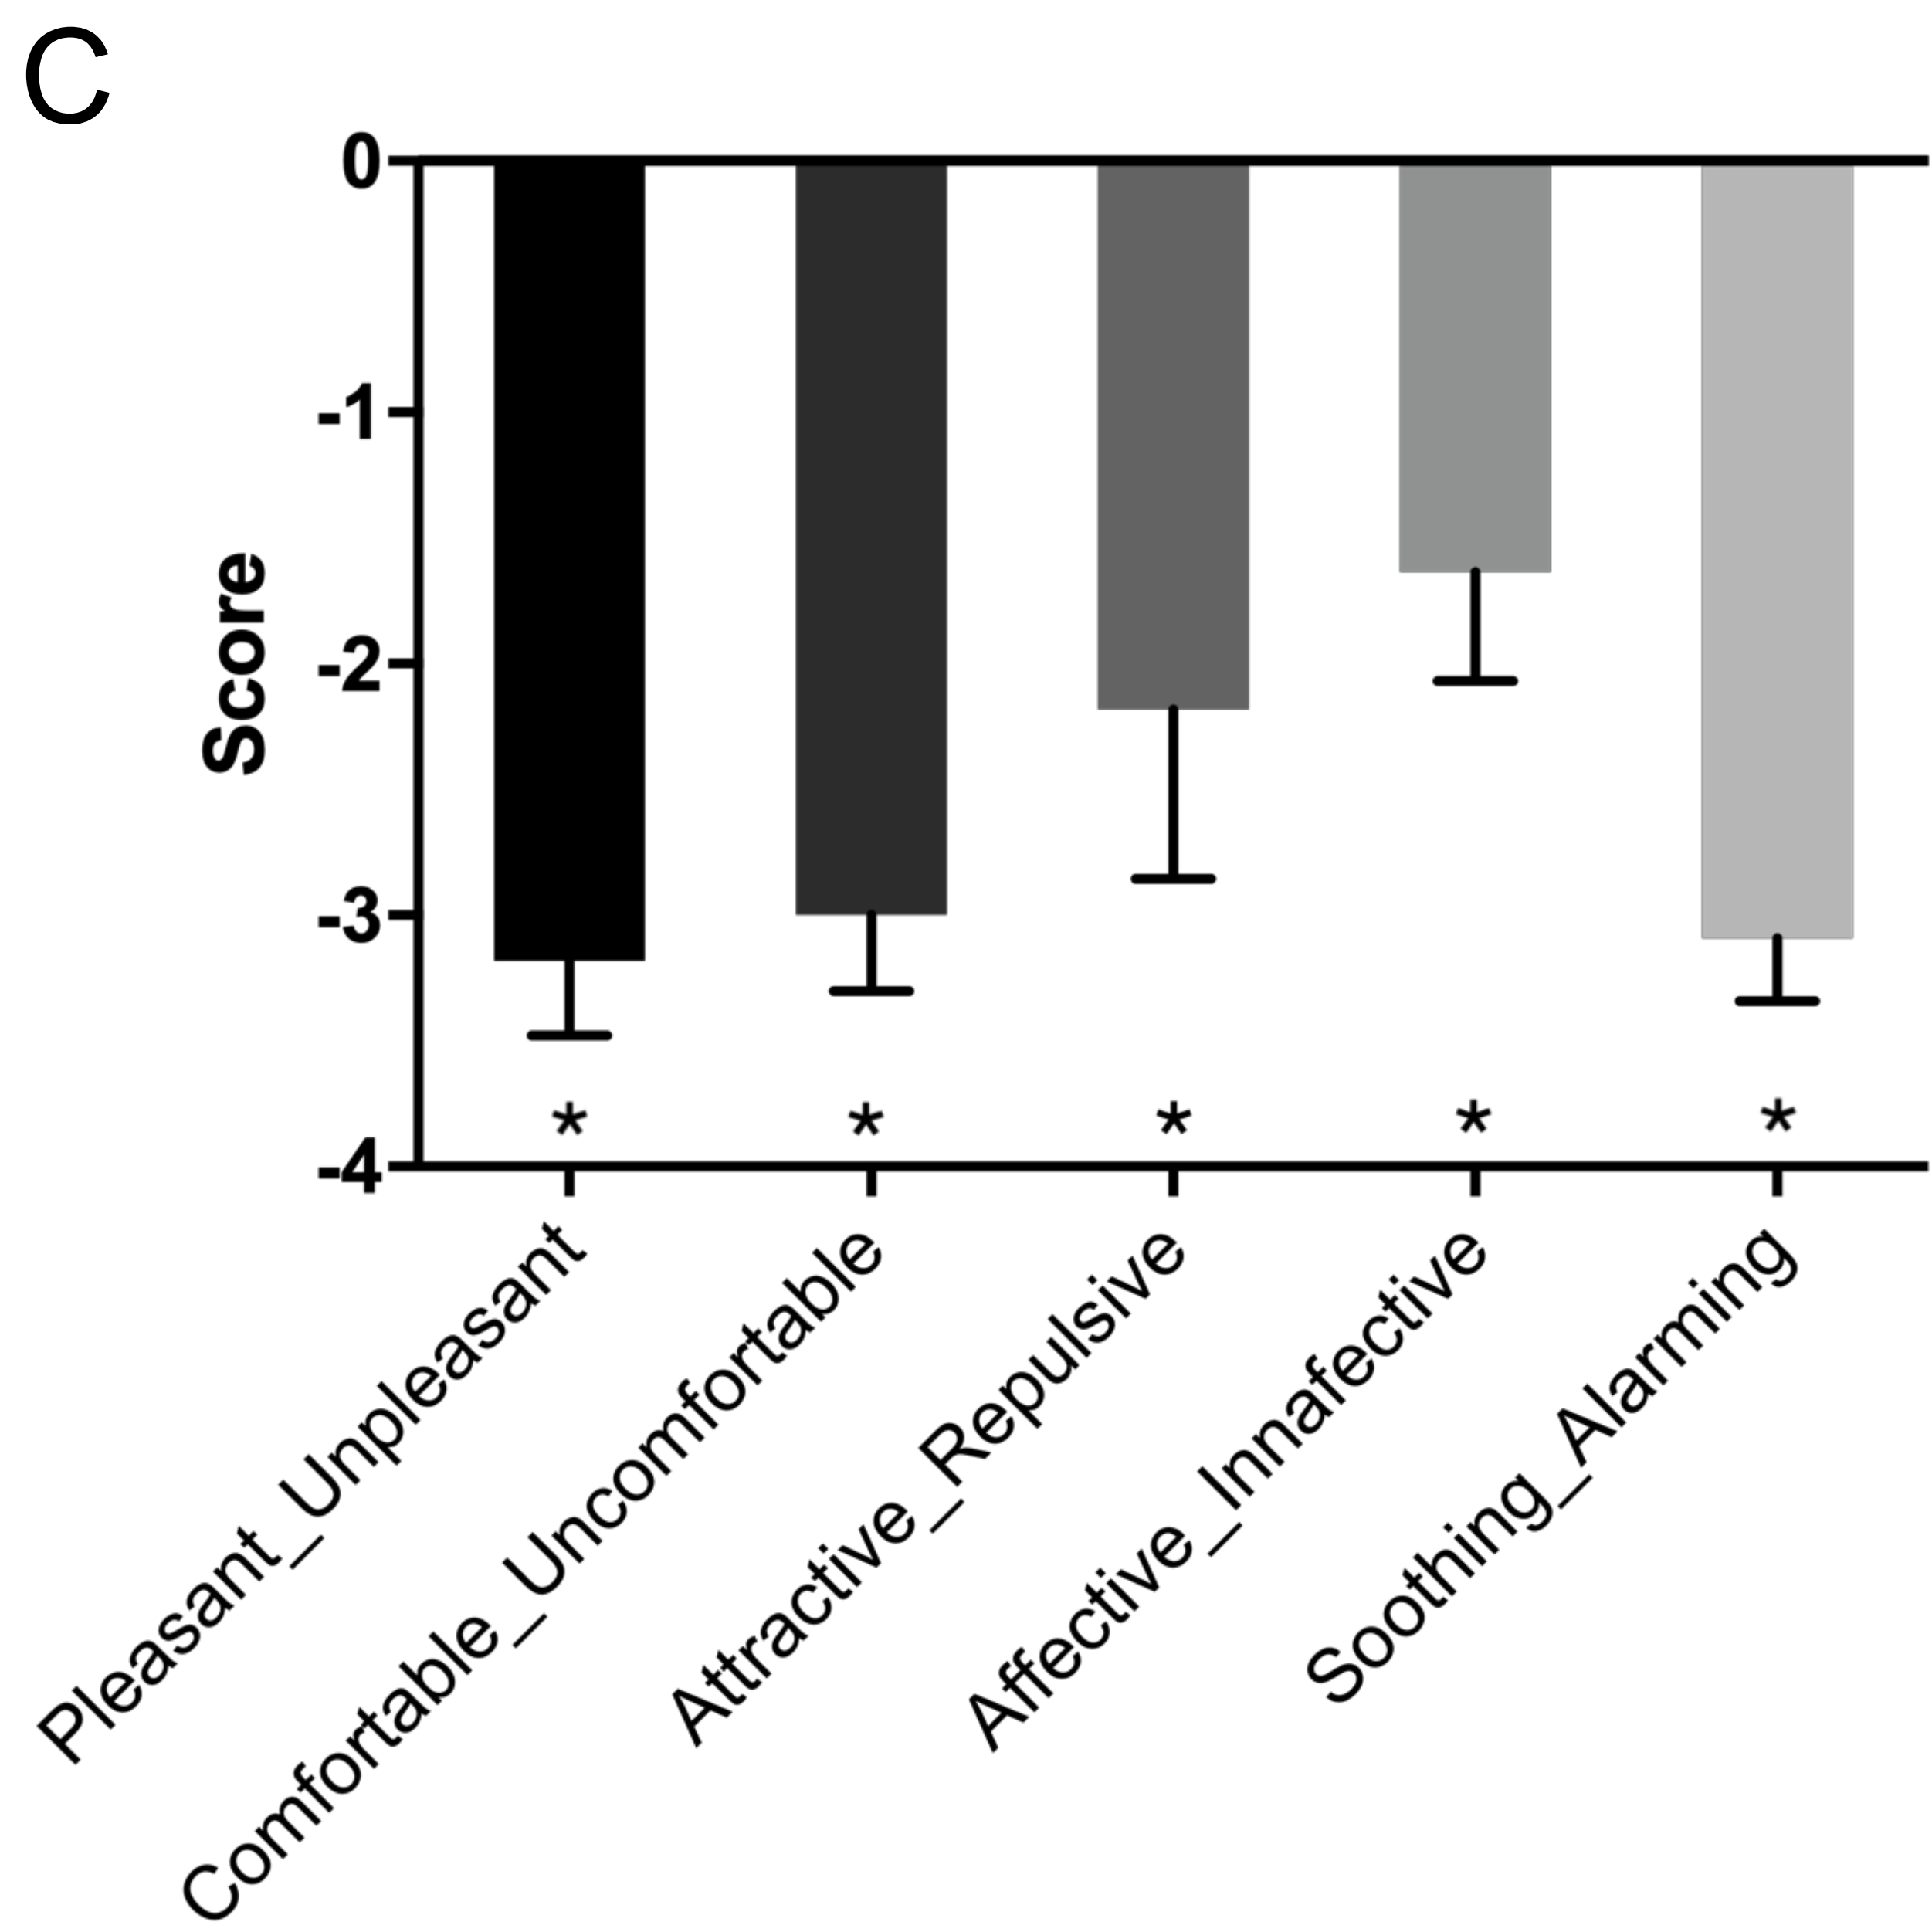 C
0
-1
-2
-3
-4
Score
*
*
*
*
*
Pleasant_Unpleasant
Comfortable_Uncomfortable
Attractive_Repulsive
Affective_Innafective
Soothing_Alarming